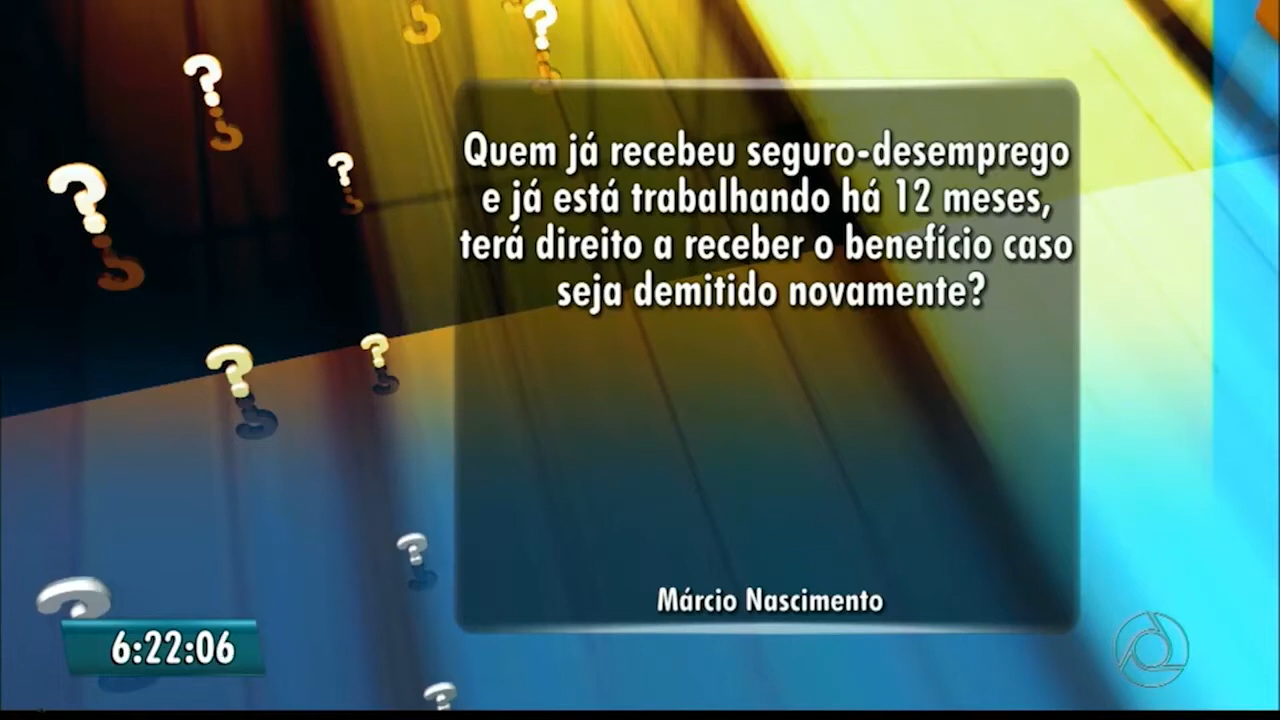 Quem já recebeu seguro-desemprego
e já está trabalhando há 12 meses,
terá direito a receber o benefício caso
seja demitido novamente?
Márcio Nascimento
6:22:06